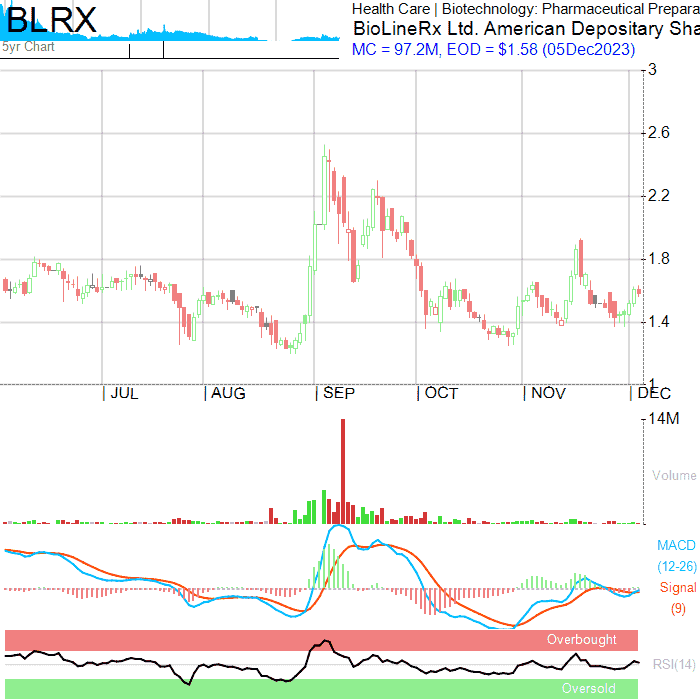 BLRX
5yr Chart
Health Care | Biotechnology: Pharmaceutical Prepara
BioLineRx Ltd. American Depositary Sha
MC = 97.2M, EOD = $1.58 (05Dec2023)
3
2.6
2.2
1.8
1.4
1
| JUL | AUG | SEP | OCT | NOV | DEC
14M
Volume
MACD
(12-26)
Signal
(9)
Overbought
RSI(14)
Oversold